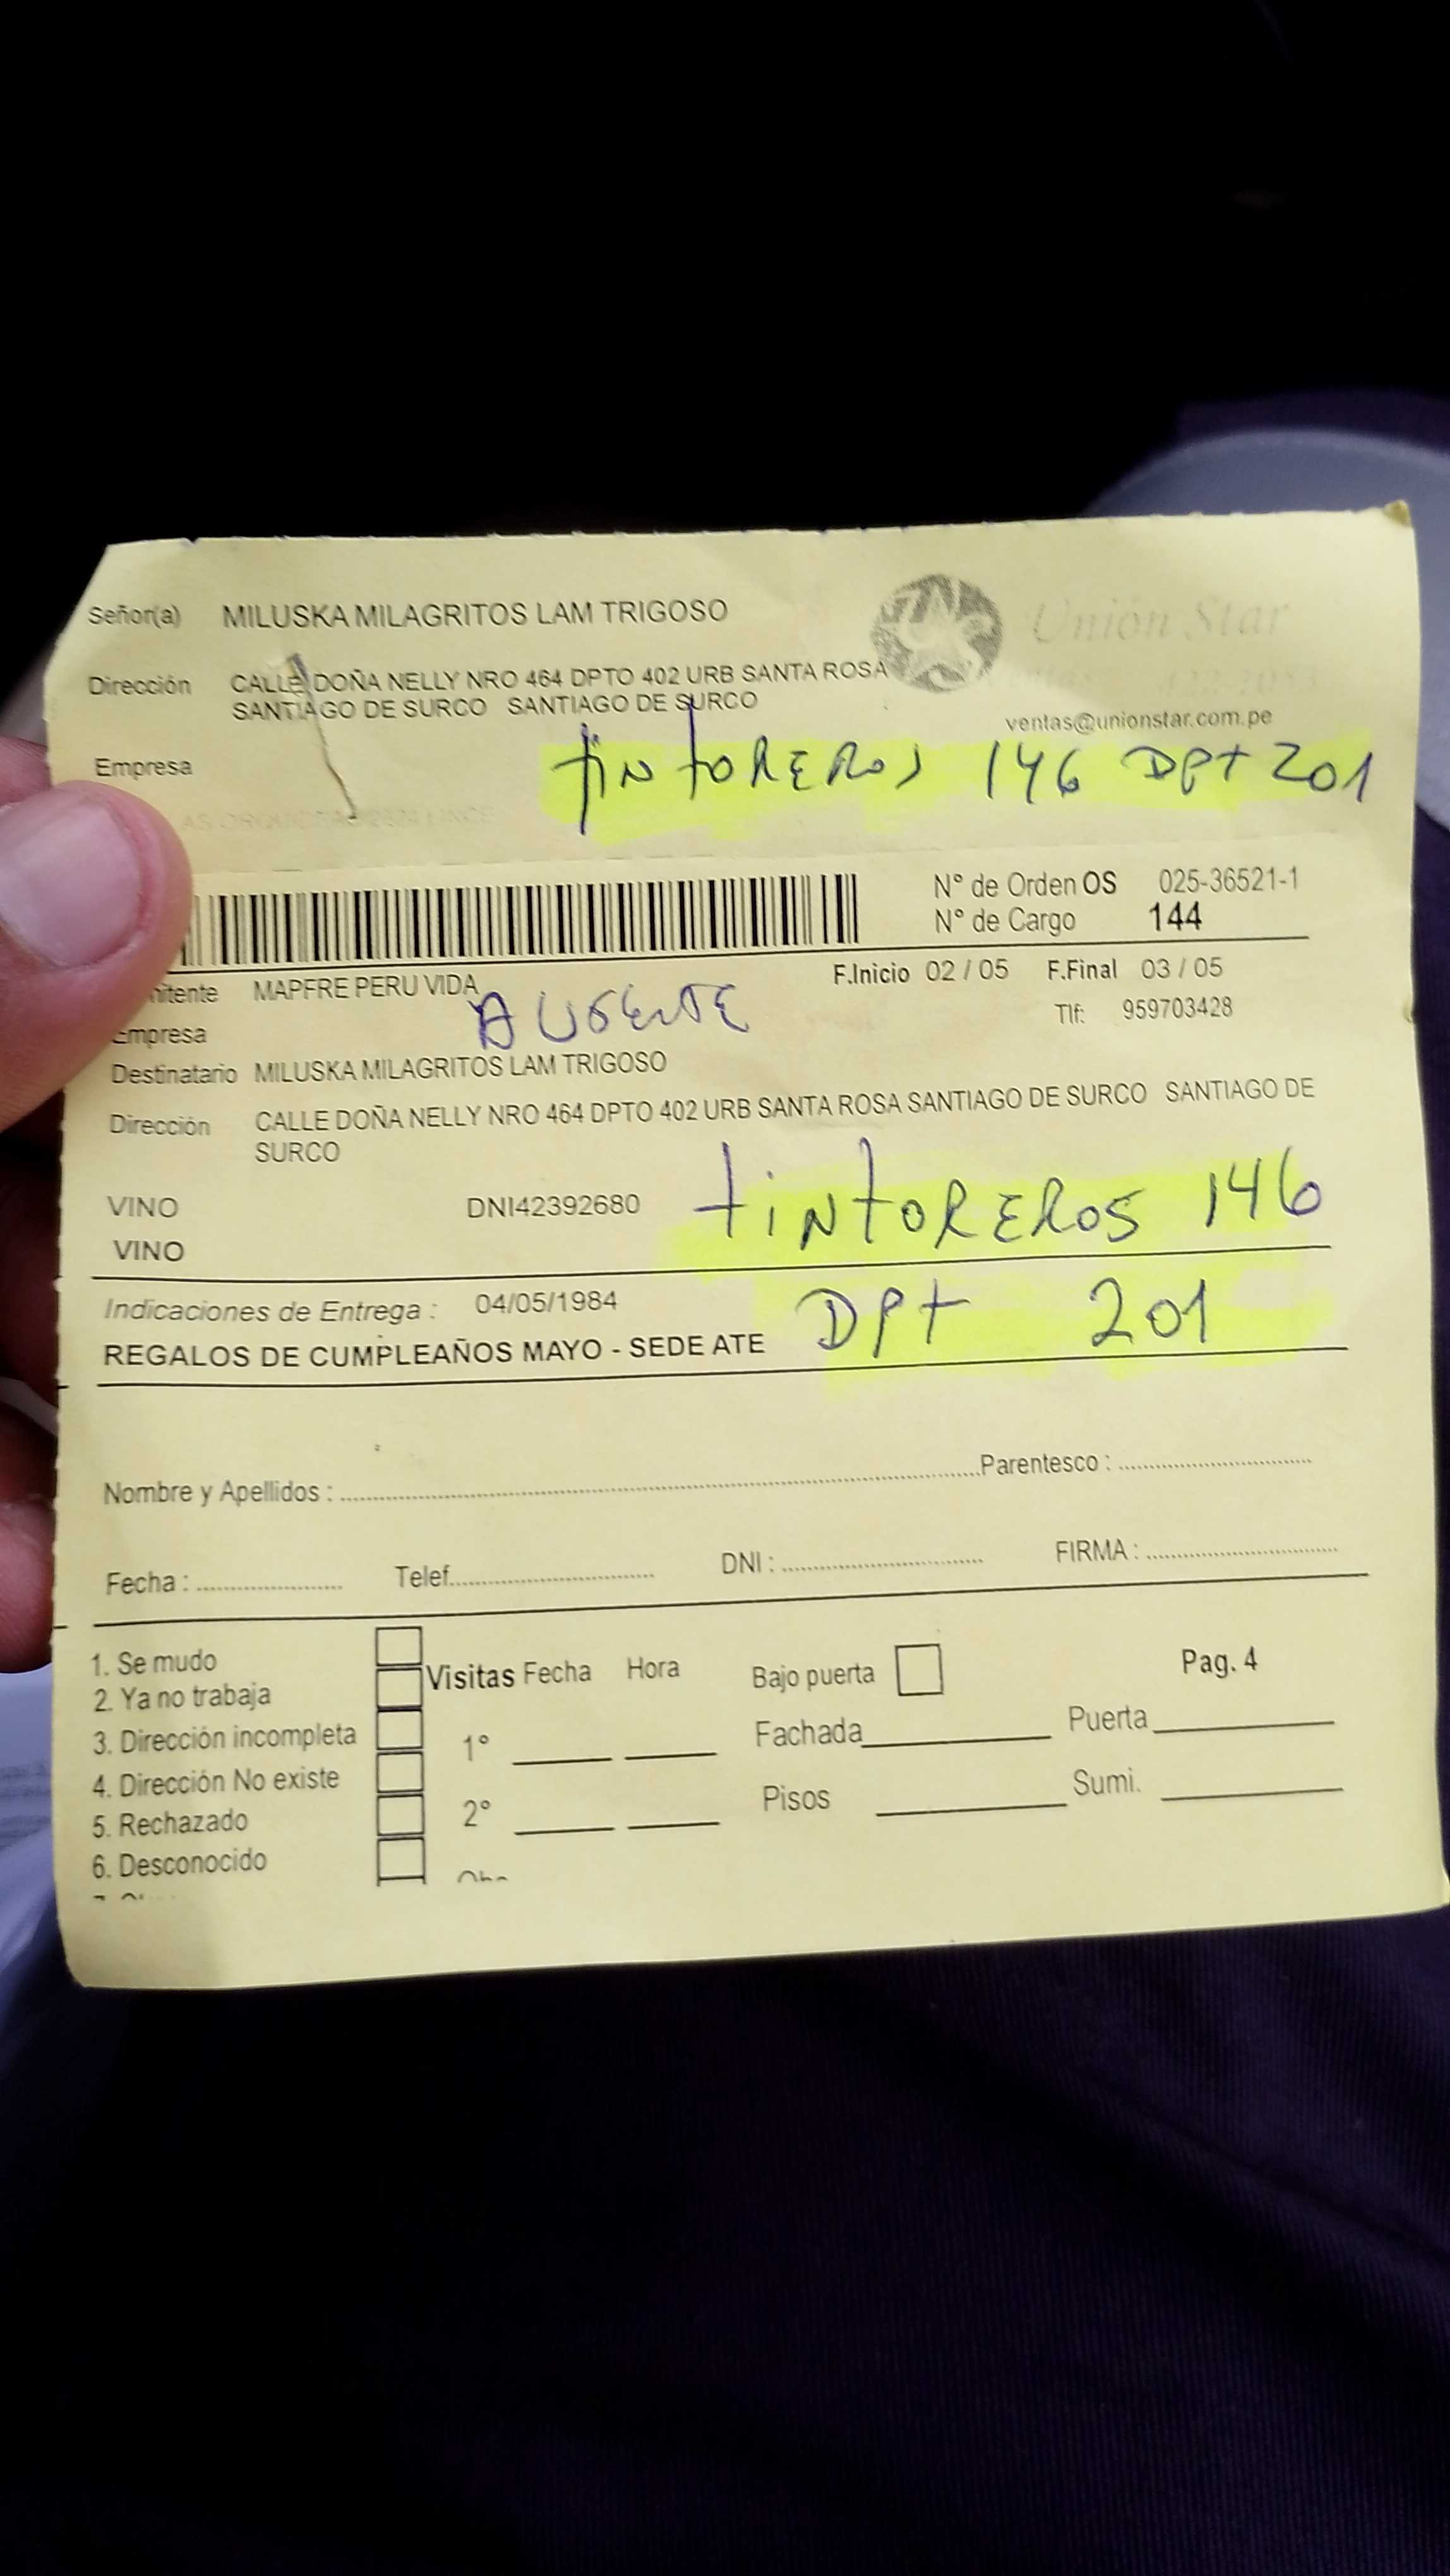 Señor(a) MILUSKA MILAGRITOS LAM TRIGOSO
Unión Star
Dirección CALLE DOÑA NELLY NRO 464 DPTO 402 URB SANTA ROSA
SANTIAGO DE SURCO SANTIAGO DE SURCO
ventas@unionstar.com.pe
Empresa
tintoREROS 146 DPt 201
N° de Orden OS 025-36521-1
N° de Cargo 144
MAPFRE PERU VIDA
F.Inicio 02 / 05 F.Final 03 / 05
AUSENTE
Empresa
Tlf: 959703428
Destinatario MILUSKA MILAGRITOS LAM TRIGOSO
Dirección CALLE DOÑA NELLY NRO 464 DPTO 402 URB SANTA ROSA SANTIAGO DE SURCO SANTIAGO DE
SURCO
VINO DNI42392680
tintoREROS 146
VINO
Indicaciones de Entrega : 04/05/1984
DPt 201
REGALOS DE CUMPLEAÑOS MAYO - SEDE ATE
Nombre y Apellidos : Parentesco :
Fecha : Telef. DNI : FIRMA :
1. Se mudo
2. Ya no trabaja
3. Dirección incompleta
4. Dirección No existe
5. Rechazado
6. Desconocido
Visitas Fecha Hora
1°
2°
Bajo puerta
Pag. 4
Fachada Puerta
Pisos Sumi.